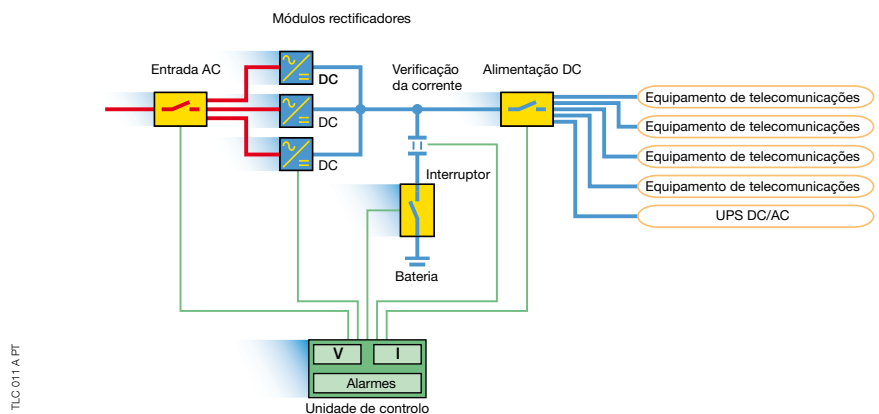 Módulos rectificadores
Entrada AC
DC
DC
DC
Verificação
da corrente
Alimentação DC
Equipamento de telecomunicações
Equipamento de telecomunicações
Equipamento de telecomunicações
Equipamento de telecomunicações
UPS DC/AC
Interruptor
Bateria
V
I
Alarmes
Unidade de controlo
TLC 011 A PT